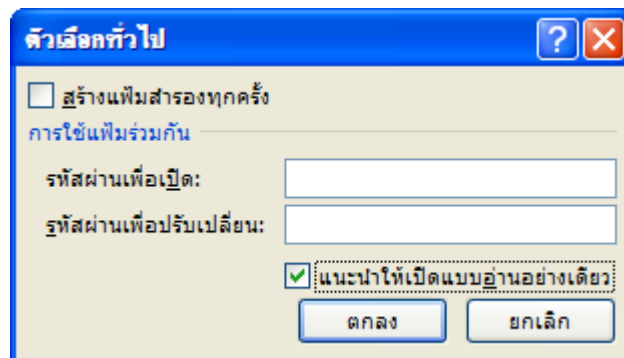 ตัวเลือกทั่วไป
สร้างแฟ้มสำรองทุกครั้ง
การใช้แฟ้มร่วมกัน
รหัสผ่านเพื่อเปิด:
รหัสผ่านเพื่อปรับเปลี่ยน:
แนะนำให้เปิดแบบอ่านอย่างเดียว
ตกลง ยกเลิก